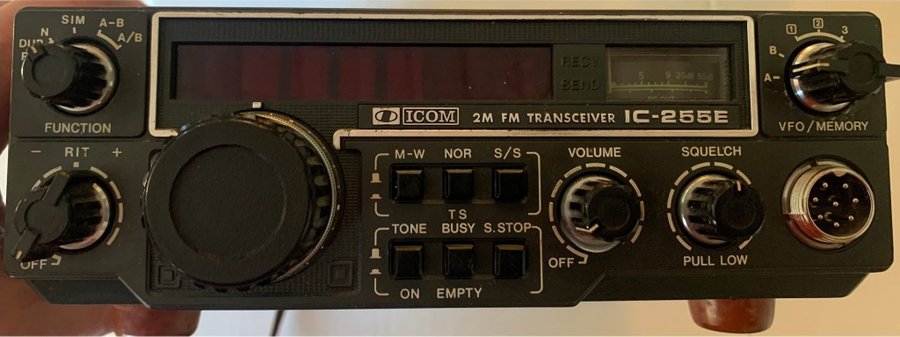 SIM A-B
N A/B
DUP
R
FUNCTION
- RIT +
OFF
RECV
SEND
5 9 20dB 60dB
ICOM 2M FM TRANSCEIVER IC-255E
M-W NOR S/S
TS
TONE BUSY S.STOP
ON EMPTY
VOLUME
OFF
SQUELCH
PULL LOW
1 2 3
B
A
VFO/MEMORY